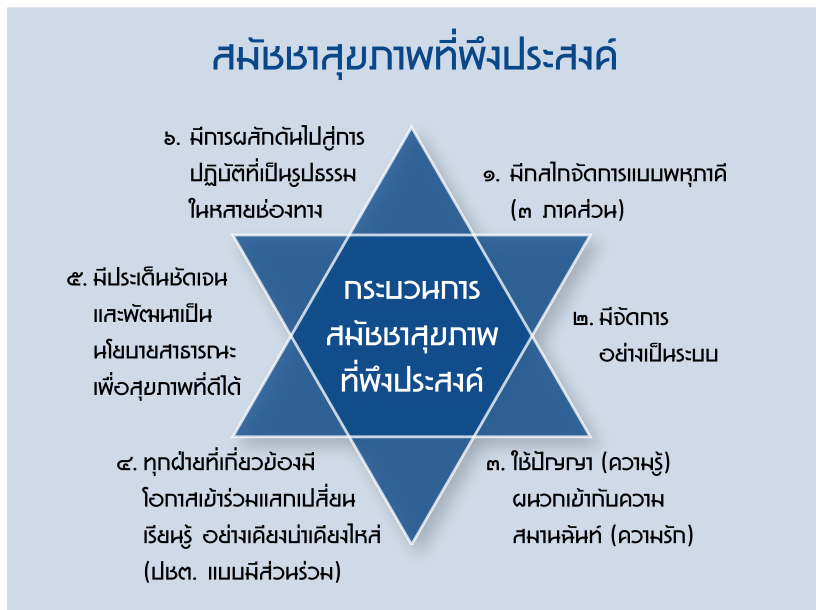 สมัชชาสุขภาพที่พึงประสงค์
๑. มีกลไกจัดการแบบพหุภาคี
(๓ ภาคส่วน)
๒. มีจัดการ
อย่างเป็นระบบ
๓. ใช้ปัญญา (ความรู้)
ผนวกเข้ากับความ
สมานฉันท์ (ความรัก)
๔. ทุกฝ่ายที่เกี่ยวข้องมี
โอกาสเข้าร่วมแลกเปลี่ยน
เรียนรู้ อย่างเคียงบ่าเคียงไหล่
(ปชต. แบบมีส่วนร่วม)
๕. มีประเด็นชัดเจน
และพัฒนาเป็น
นโยบายสาธารณะ
เพื่อสุขภาพที่ดีได้
๖. มีการผลักดันไปสู่การ
ปฏิบัติที่เป็นรูปธรรม
ในหลายช่องทาง
กระบวนการ
สมัชชาสุขภาพ
ที่พึงประสงค์